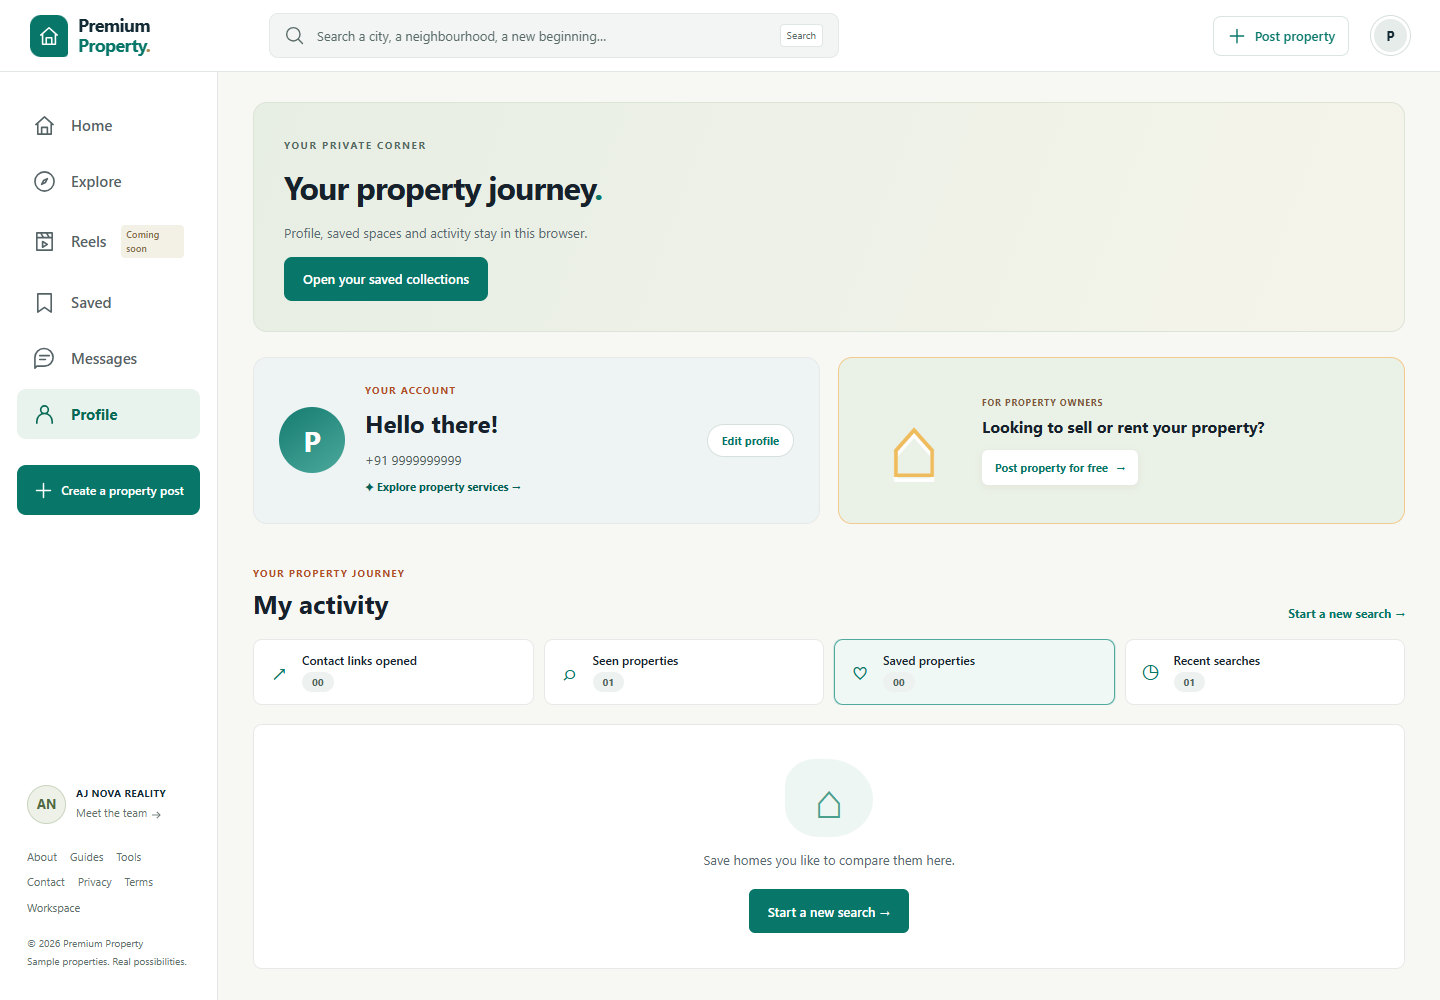 Premium
Property.
Search a city, a neighbourhood, a new beginning...
Search
Post property
P
Home
Explore
Reels
Coming
soon
Saved
Messages
Profile
Create a property post
AN
AJ NOVA REALITY
Meet the team →
About Guides Tools
Contact Privacy Terms
Workspace
© 2026 Premium Property
Sample properties. Real possibilities.
YOUR PRIVATE CORNER
Your property journey.
Profile, saved spaces and activity stay in this browser.
Open your saved collections
P
YOUR ACCOUNT
Hello there!
+91 9999999999
✦ Explore property services →
Edit profile
FOR PROPERTY OWNERS
Looking to sell or rent your property?
Post property for free →
YOUR PROPERTY JOURNEY
My activity
Start a new search →
Contact links opened
00
Seen properties
01
Saved properties
00
Recent searches
01
Save homes you like to compare them here.
Start a new search →